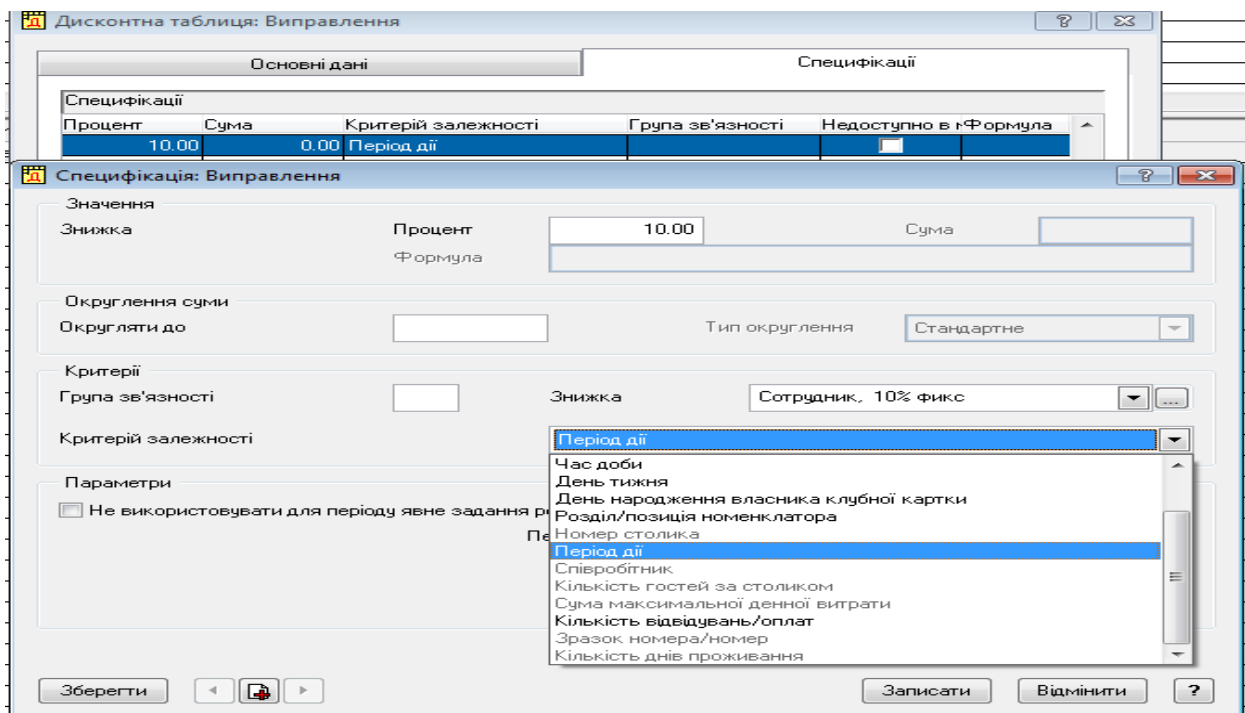 Дисконтна таблиця: Виправлення
Основні дані Специфікації
Специфікації
Процент Сума Критерій залежності Група зв'язності Недоступно в г Формула
10.00 0.00 Період дії
Специфікація: Виправлення
Значення
Знижка Процент 10.00 Сума
Формула
Округлення суми
Округляти до Тип округлення Стандартне
Критерії
Група зв'язності Знижка Сотрудник, 10% фикс ...
Критерій залежності Період дії
Час доби
День тижня
Параметри
День народження власника клубної картки
Не використовувати для періоду явне задання
Розділ/позиція номенклатора
Номер столика
Період дії
Співробітник
Кількість гостей за столиком
Сума максимальної денної витрати
Кількість відвідувань/оплат
Зразок номера/номер
Кількість днів проживання
Зберегти Записати Відмінити ?